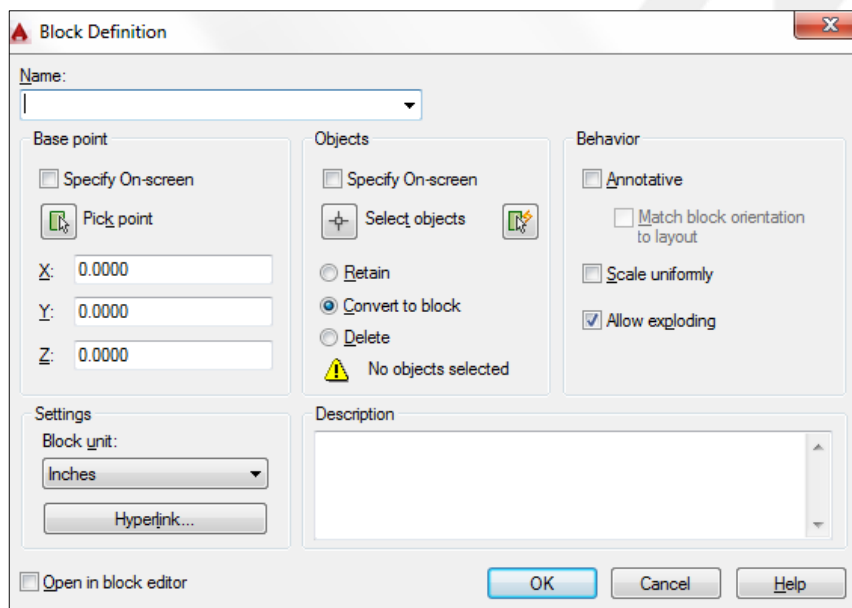 Block Definition
Name:
Base point
Specify On-screen
Pick point
X: 0.0000
Y: 0.0000
Z: 0.0000
Objects
Specify On-screen
Select objects
Retain
Convert to block
Delete
No objects selected
Behavior
Annotative
Match block orientation
to layout
Scale uniformly
Allow exploding
Settings
Block unit:
Inches
Hyperlink...
Description
Open in block editor
OK
Cancel
Help